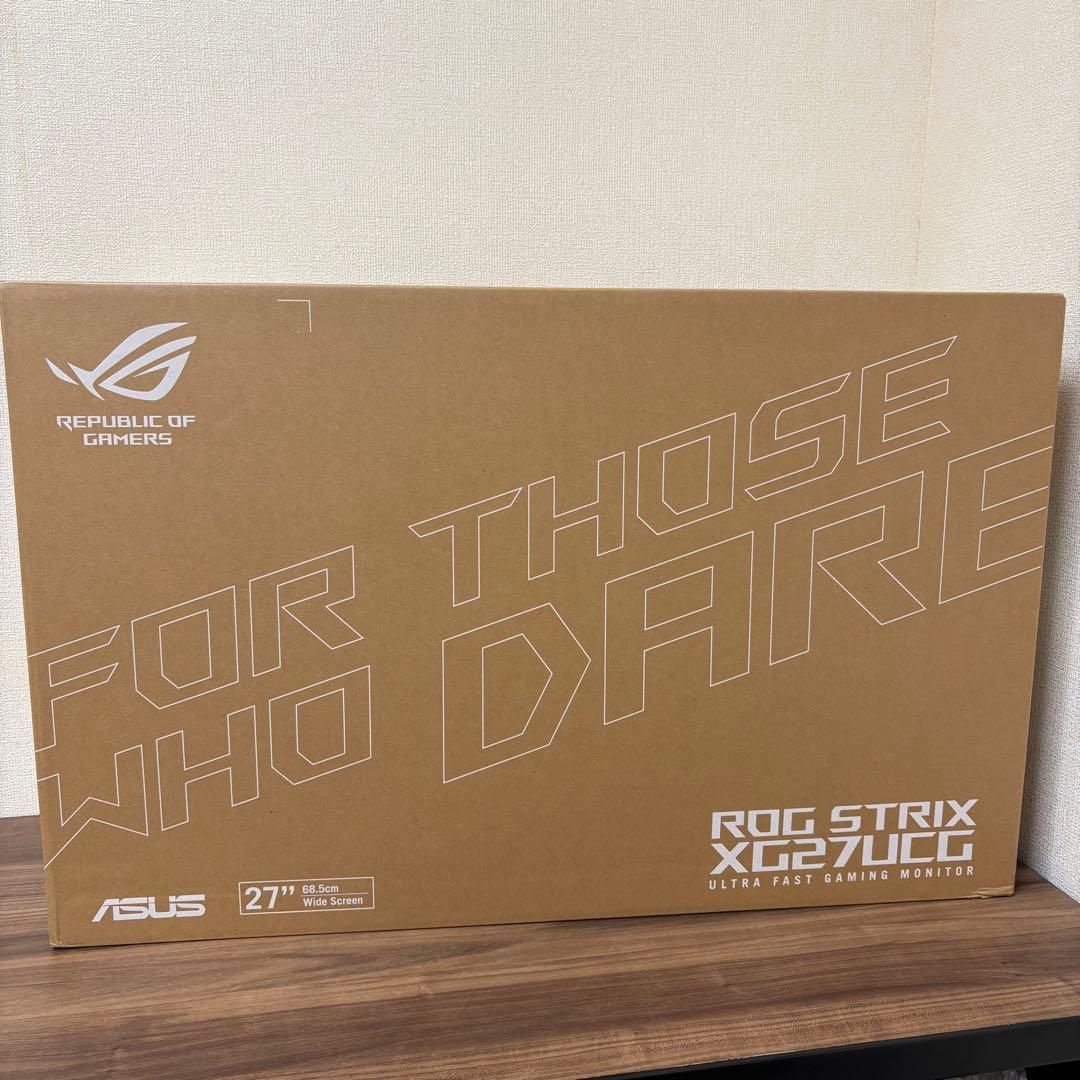 REPUBLIC OF
GAMERS
FOR THOSE
WHO DARE
ROG STRIX
XG27UCG
ULTRA FAST GAMING MONITOR
ASUS
27” 68.5cm
Wide Screen